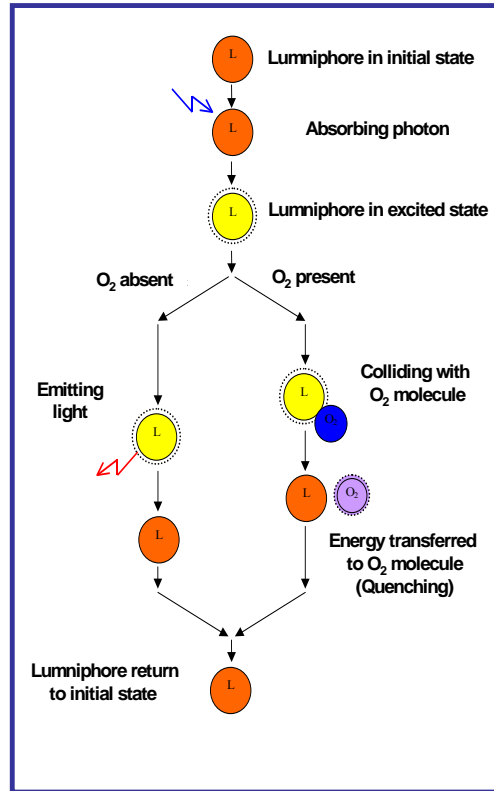 L
Lumniphore in initial state
L
Absorbing photon
L
Lumniphore in excited state
O₂ absent
O₂ present
Emitting
light
L
L
O₂
Colliding with
O₂ molecule
L
L
O₂
Energy transferred
to O₂ molecule
(Quenching)
Lumniphore return
to initial state
L